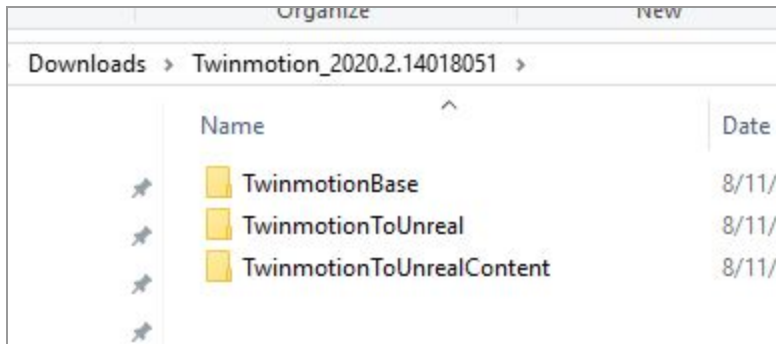 Organize New
Downloads > Twinmotion_2020.2.14018051 >
Name Date
TwinmotionBase 8/11/
TwinmotionToUnreal 8/11/
TwinmotionToUnrealContent 8/11/